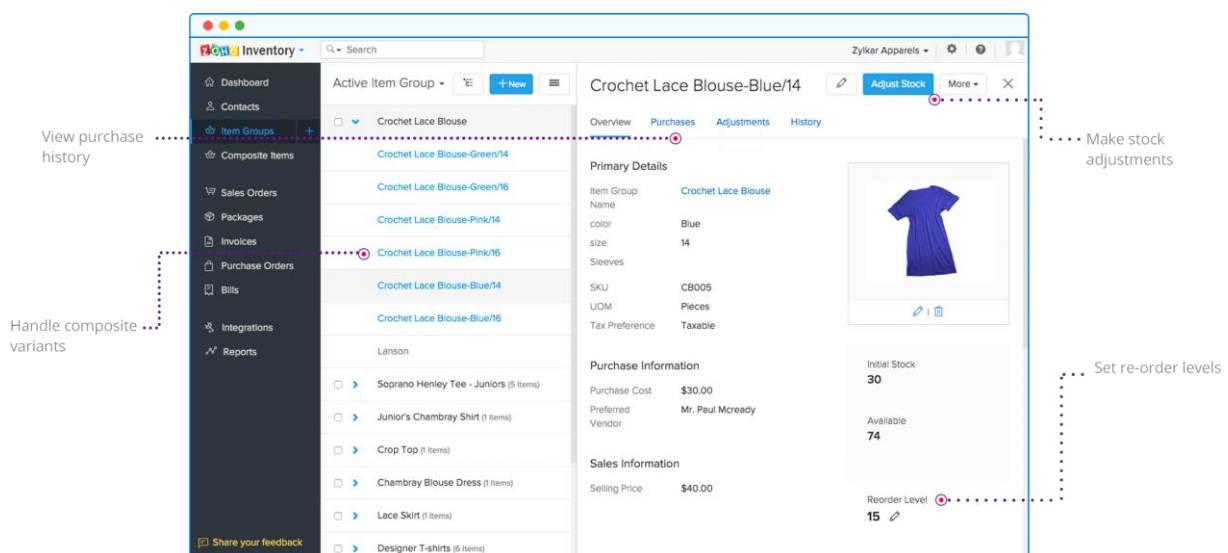 ZOHO Inventory
Search
Zylkar Apparels
Dashboard
Contacts
Item Groups +
Composite Items
Sales Orders
Packages
Invoices
Purchase Orders
Bills
Integrations
Reports
Share your feedback
Active Item Group
+ New
Crochet Lace Blouse
Crochet Lace Blouse-Green/14
Crochet Lace Blouse-Green/16
Crochet Lace Blouse-Pink/14
Crochet Lace Blouse-Pink/16
Crochet Lace Blouse-Blue/14
Crochet Lace Blouse-Blue/16
Lanson
Soprano Henley Tee - Juniors (5 Items)
Junior's Chambray Shirt (1 Items)
Crop Top (1 Items)
Chambray Blouse Dress (1 Items)
Lace Skirt (1 Items)
Designer T-shirts (6 Items)
Crochet Lace Blouse-Blue/14
Adjust Stock
More
Overview Purchases Adjustments History
Primary Details
Item Group Name
Crochet Lace Blouse
color Blue
size 14
Sleeves
SKU CB005
UOM Pieces
Tax Preference Taxable
Purchase Information
Purchase Cost $30.00
Preferred Vendor
Mr. Paul Mcready
Sales Information
Selling Price $40.00
Initial Stock
30
Available
74
Reorder Level
15
View purchase
history
Handle composite
variants
Make stock
adjustments
Set re-order levels